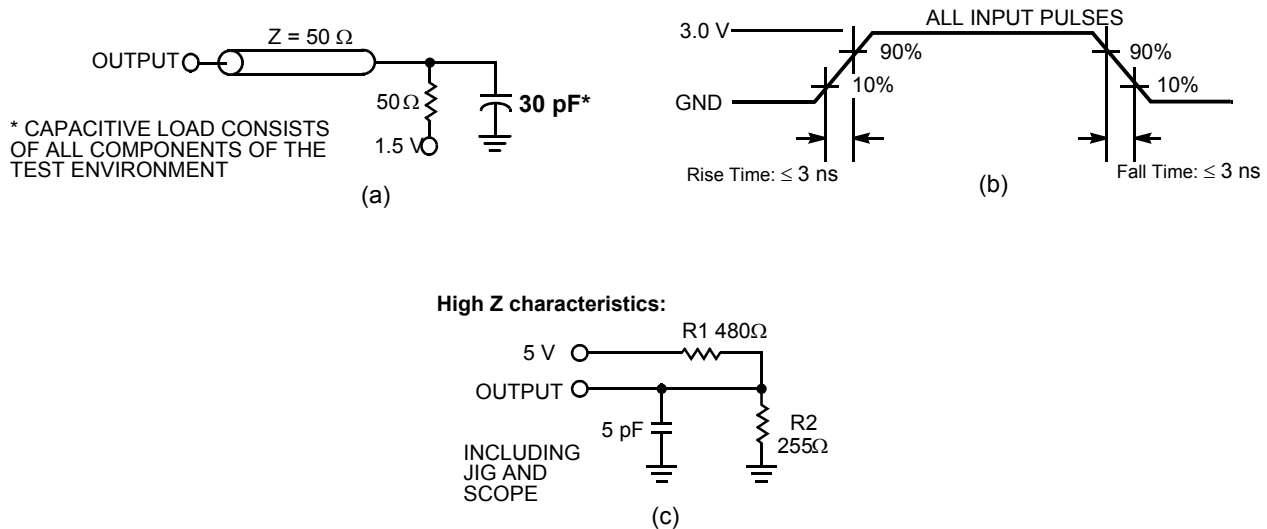 Z = 50 Ω
OUTPUT
50Ω
30 pF*
1.5 V
* CAPACITIVE LOAD CONSISTS
OF ALL COMPONENTS OF THE
TEST ENVIRONMENT
(a)
ALL INPUT PULSES
3.0 V
90%
10%
GND
90%
10%
Rise Time: ≤ 3 ns
Fall Time: ≤ 3 ns
(b)
High Z characteristics:
R1 480Ω
5 V
OUTPUT
5 pF
R2
255Ω
INCLUDING
JIG AND
SCOPE
(c)